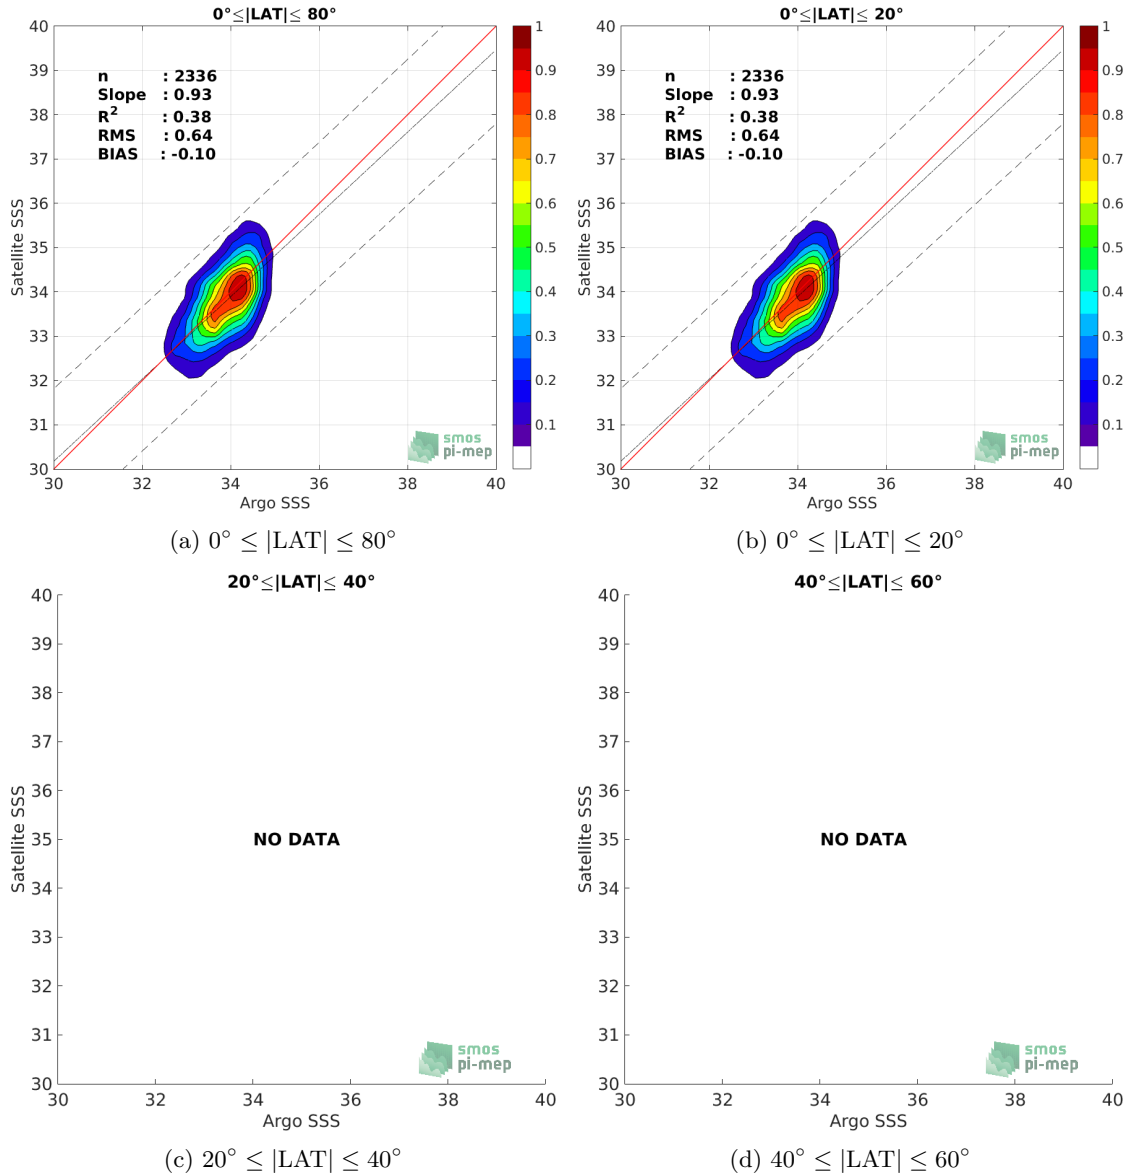 0°≤|LAT|≤ 80°
40
39
38
37
36
35
34
33
32
31
30
Satellite SSS
n : 2336
Slope : 0.93
R2 : 0.38
RMS : 0.64
BIAS : -0.10
smos
pi-mep
30 32 34 36 38 40
Argo SSS
1
0.9
0.8
0.7
0.6
0.5
0.4
0.3
0.2
0.1
(a) 0° ≤ |LAT| ≤ 80°
0°≤|LAT|≤ 20°
40
39
38
37
36
35
34
33
32
31
30
Satellite SSS
n : 2336
Slope : 0.93
R2 : 0.38
RMS : 0.64
BIAS : -0.10
smos
pi-mep
30 32 34 36 38 40
Argo SSS
1
0.9
0.8
0.7
0.6
0.5
0.4
0.3
0.2
0.1
(b) 0° ≤ |LAT| ≤ 20°
20°≤|LAT|≤ 40°
40
39
38
37
36
35
34
33
32
31
30
Satellite SSS
NO DATA
smos
pi-mep
30 32 34 36 38 40
Argo SSS
(c) 20° ≤ |LAT| ≤ 40°
40°≤|LAT|≤ 60°
40
39
38
37
36
35
34
33
32
31
30
Satellite SSS
NO DATA
smos
pi-mep
30 32 34 36 38 40
Argo SSS
(d) 40° ≤ |LAT| ≤ 60°